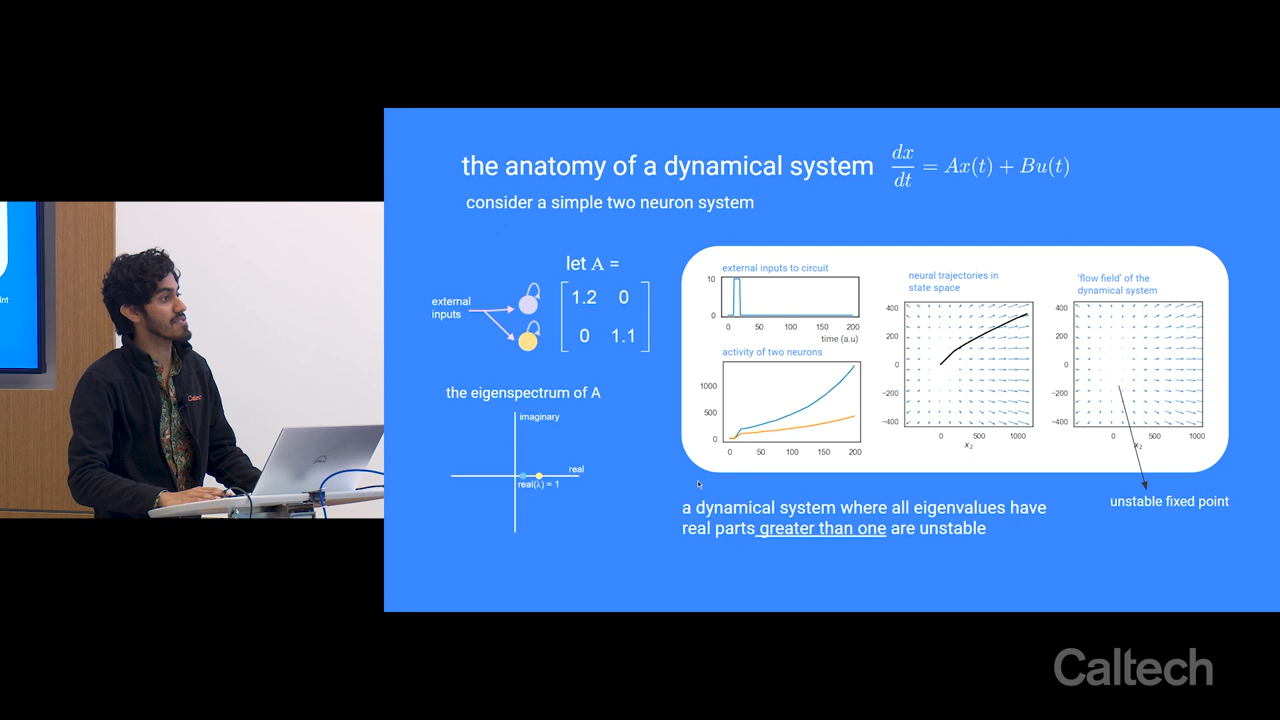 the anatomy of a dynamical system
dx/dt = Ax(t) + Bu(t)
consider a simple two neuron system
let A =
external
inputs
1.2 0
0 1.1
the eigenspectrum of A
imaginary
real
real(λ) = 1
external inputs to circuit
10
0
0 50 100 150 200
time (a.u)
activity of two neurons
1000
500
0
0 50 100 150 200
neural trajectories in
state space
400
200
0
−200
−400
0 500 1000
x₂
'flow field' of the
dynamical system
400
200
0
−200
−400
0 500 1000
x₂
unstable fixed point
a dynamical system where all eigenvalues have
real parts greater than one are unstable
int
Caltech
DELL
Caltech